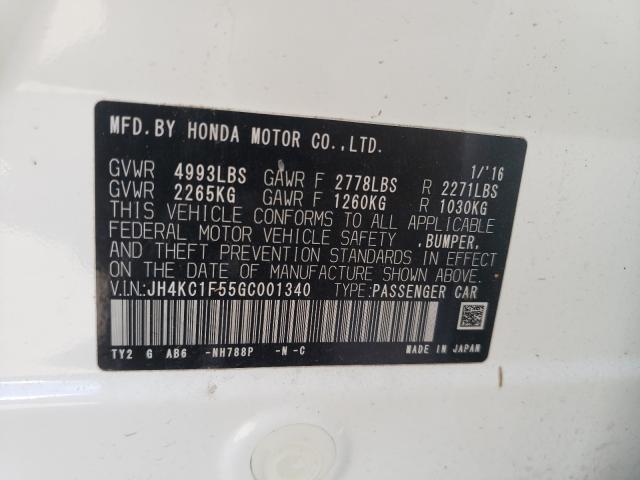 MFD.BY HONDA MOTOR CO.,LTD.
1/'16
GVWR 4993LBS GAWR F 2778LBS R 2271LBS
GVWR 2265KG GAWR F 1260KG R 1030KG
THIS VEHICLE CONFORMS TO ALL APPLICABLE
FEDERAL MOTOR VEHICLE SAFETY ,BUMPER,
AND THEFT PREVENTION STANDARDS IN EFFECT
ON THE DATE OF MANUFACTURE SHOWN ABOVE.
V.I.N:JH4KC1F55GC001340 TYPE:PASSENGER CAR
TY2 G AB6 -NH788P -N -C MADE IN JAPAN